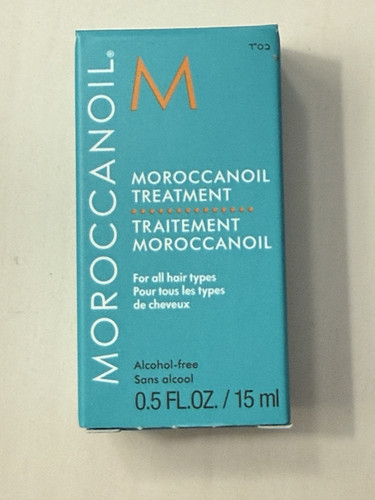 MOROCCANOIL®
M
בס"ד
MOROCCANOIL
TREATMENT
TRAITEMENT
MOROCCANOIL
For all hair types
Pour tous les types
de cheveux
Alcohol-free
Sans alcool
0.5 FL.OZ. / 15 ml